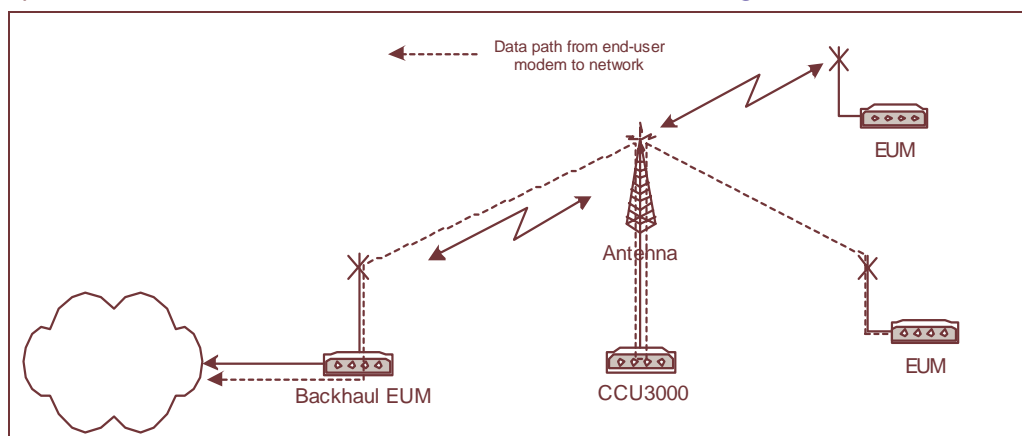 Data path from end-user
modem to network
EUM
Antenna
EUM
Backhaul EUM
CCU3000